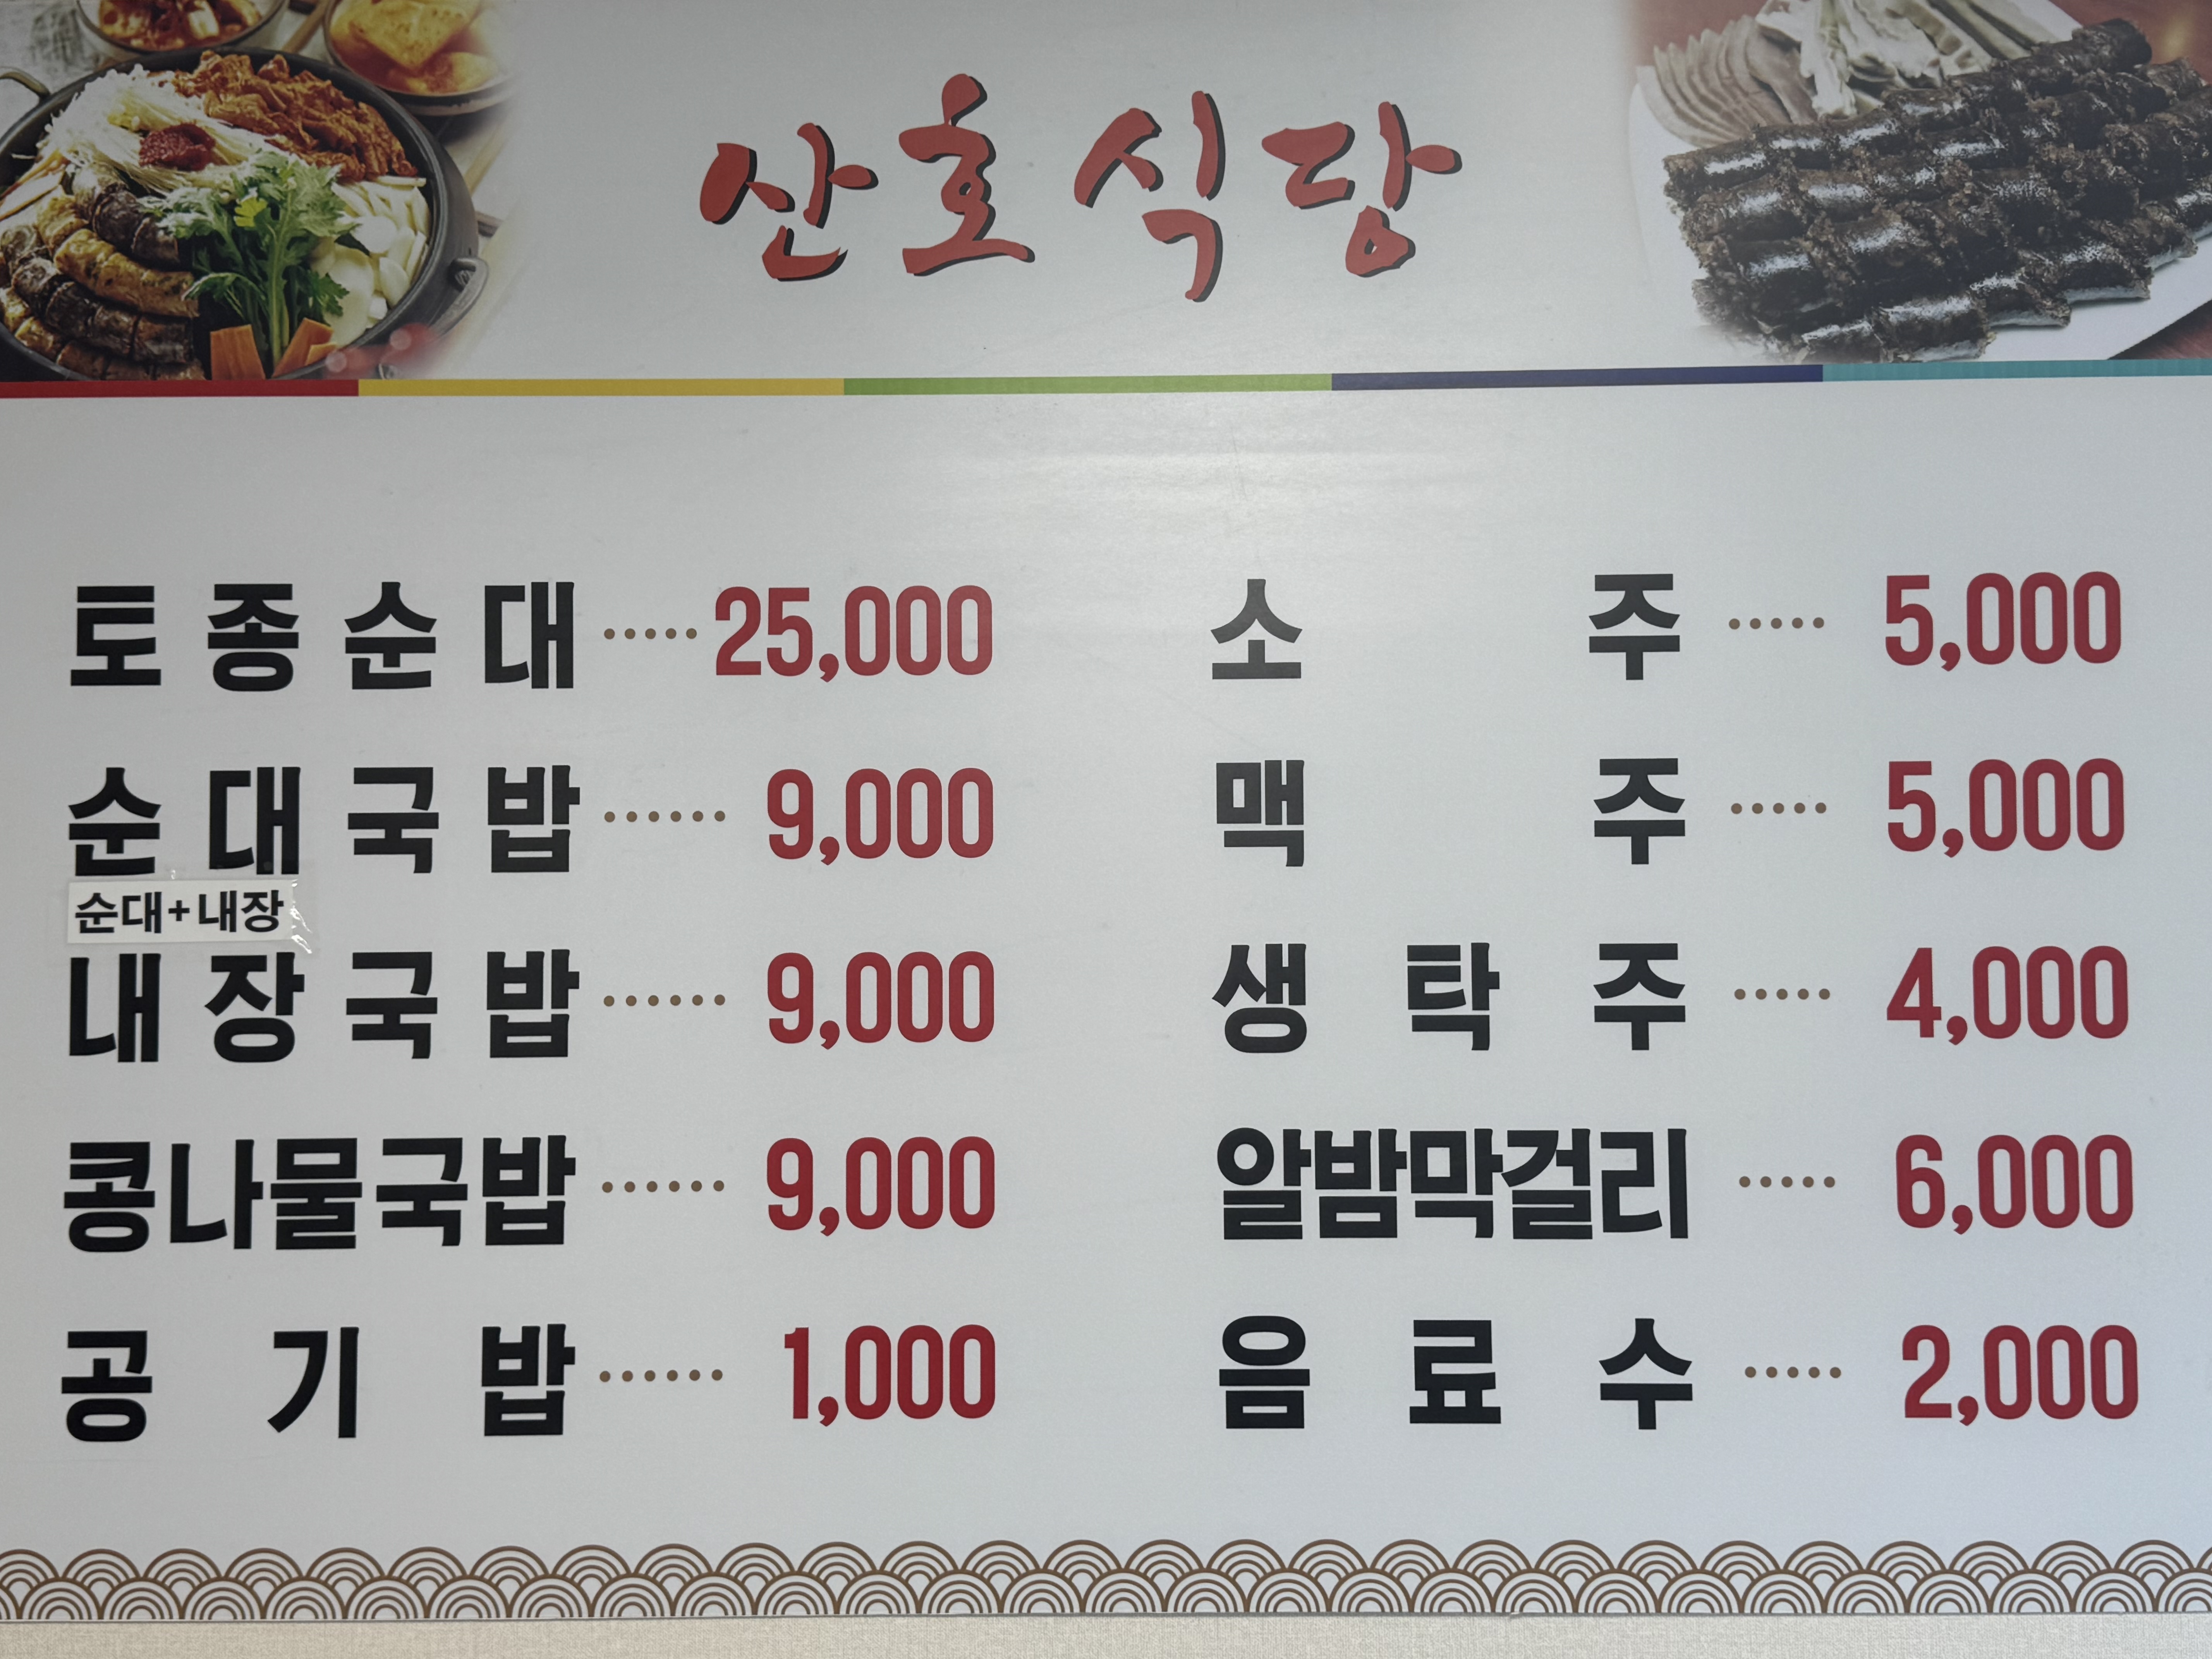 산호식당
토종순대·····25,000
순대국밥······9,000
순대+내장
내장국밥······9,000
콩나물국밥······9,000
공기밥······1,000
소주·····5,000
맥주·····5,000
생탁주·····4,000
알밤막걸리·····6,000
음료수·····2,000